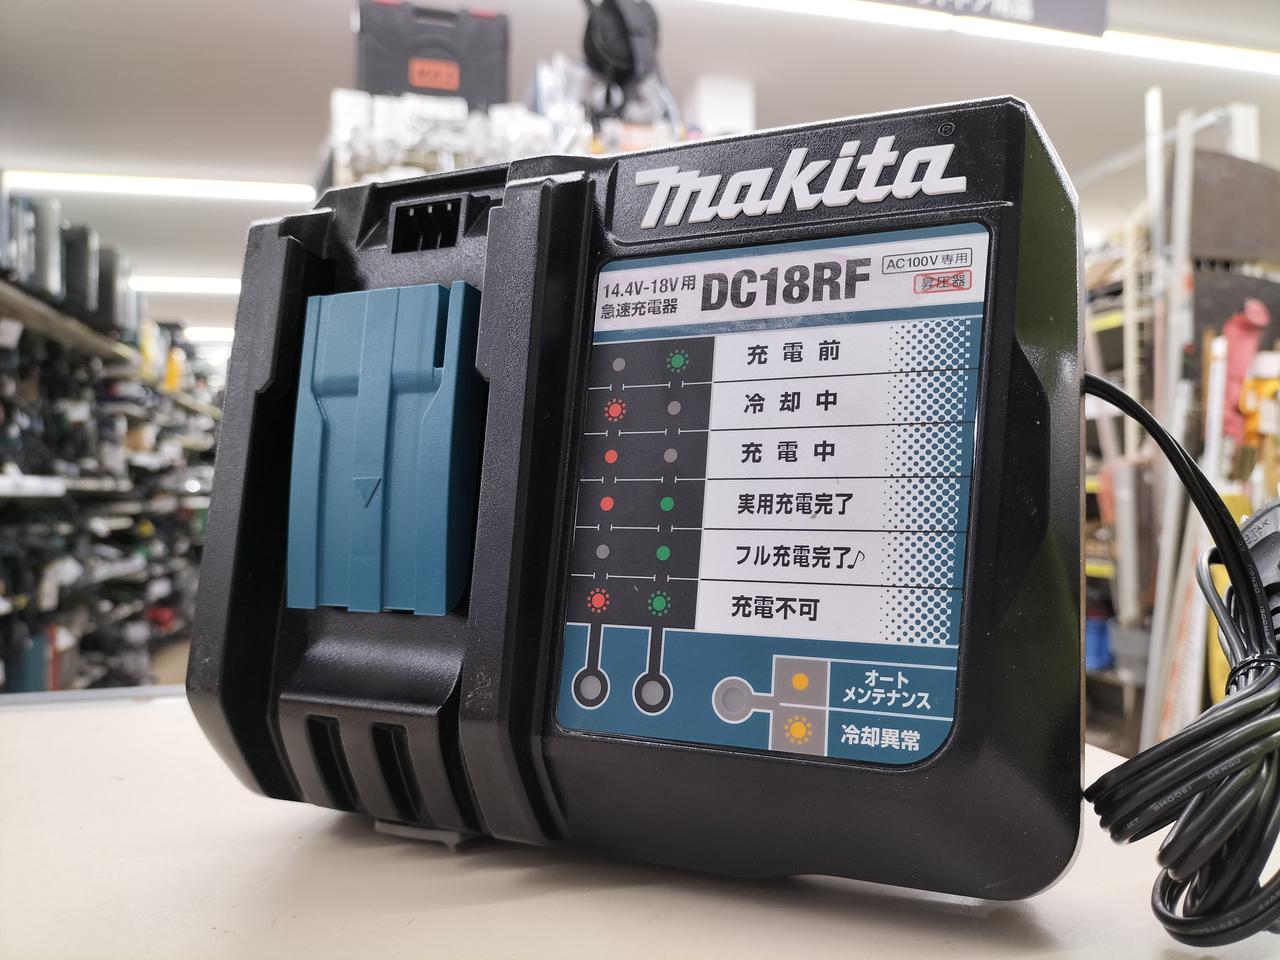 makita®
14.4V-18V用
急速充電器
DC18RF
AC100V専用
昇圧器
充電前
冷却中
充電中
実用充電完了
フル充電完了♪
充電不可
オート
メンテナンス
冷却異常
SHOOEI DENGU